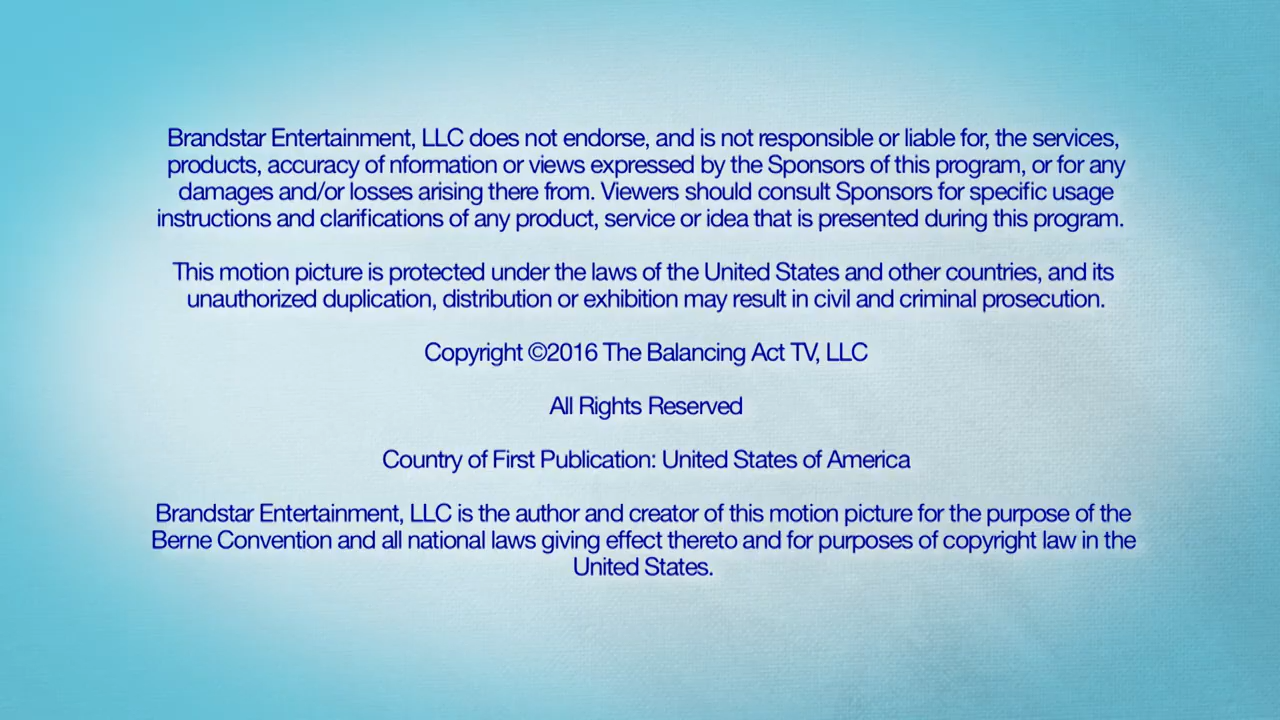 Brandstar Entertainment, LLC does not endorse, and is not responsible or liable for, the services,
products, accuracy of nformation or views expressed by the Sponsors of this program, or for any
damages and/or losses arising there from. Viewers should consult Sponsors for specific usage
instructions and clarifications of any product, service or idea that is presented during this program.
This motion picture is protected under the laws of the United States and other countries, and its
unauthorized duplication, distribution or exhibition may result in civil and criminal prosecution.
Copyright ©2016 The Balancing Act TV, LLC
All Rights Reserved
Country of First Publication: United States of America
Brandstar Entertainment, LLC is the author and creator of this motion picture for the purpose of the
Berne Convention and all national laws giving effect thereto and for purposes of copyright law in the
United States.